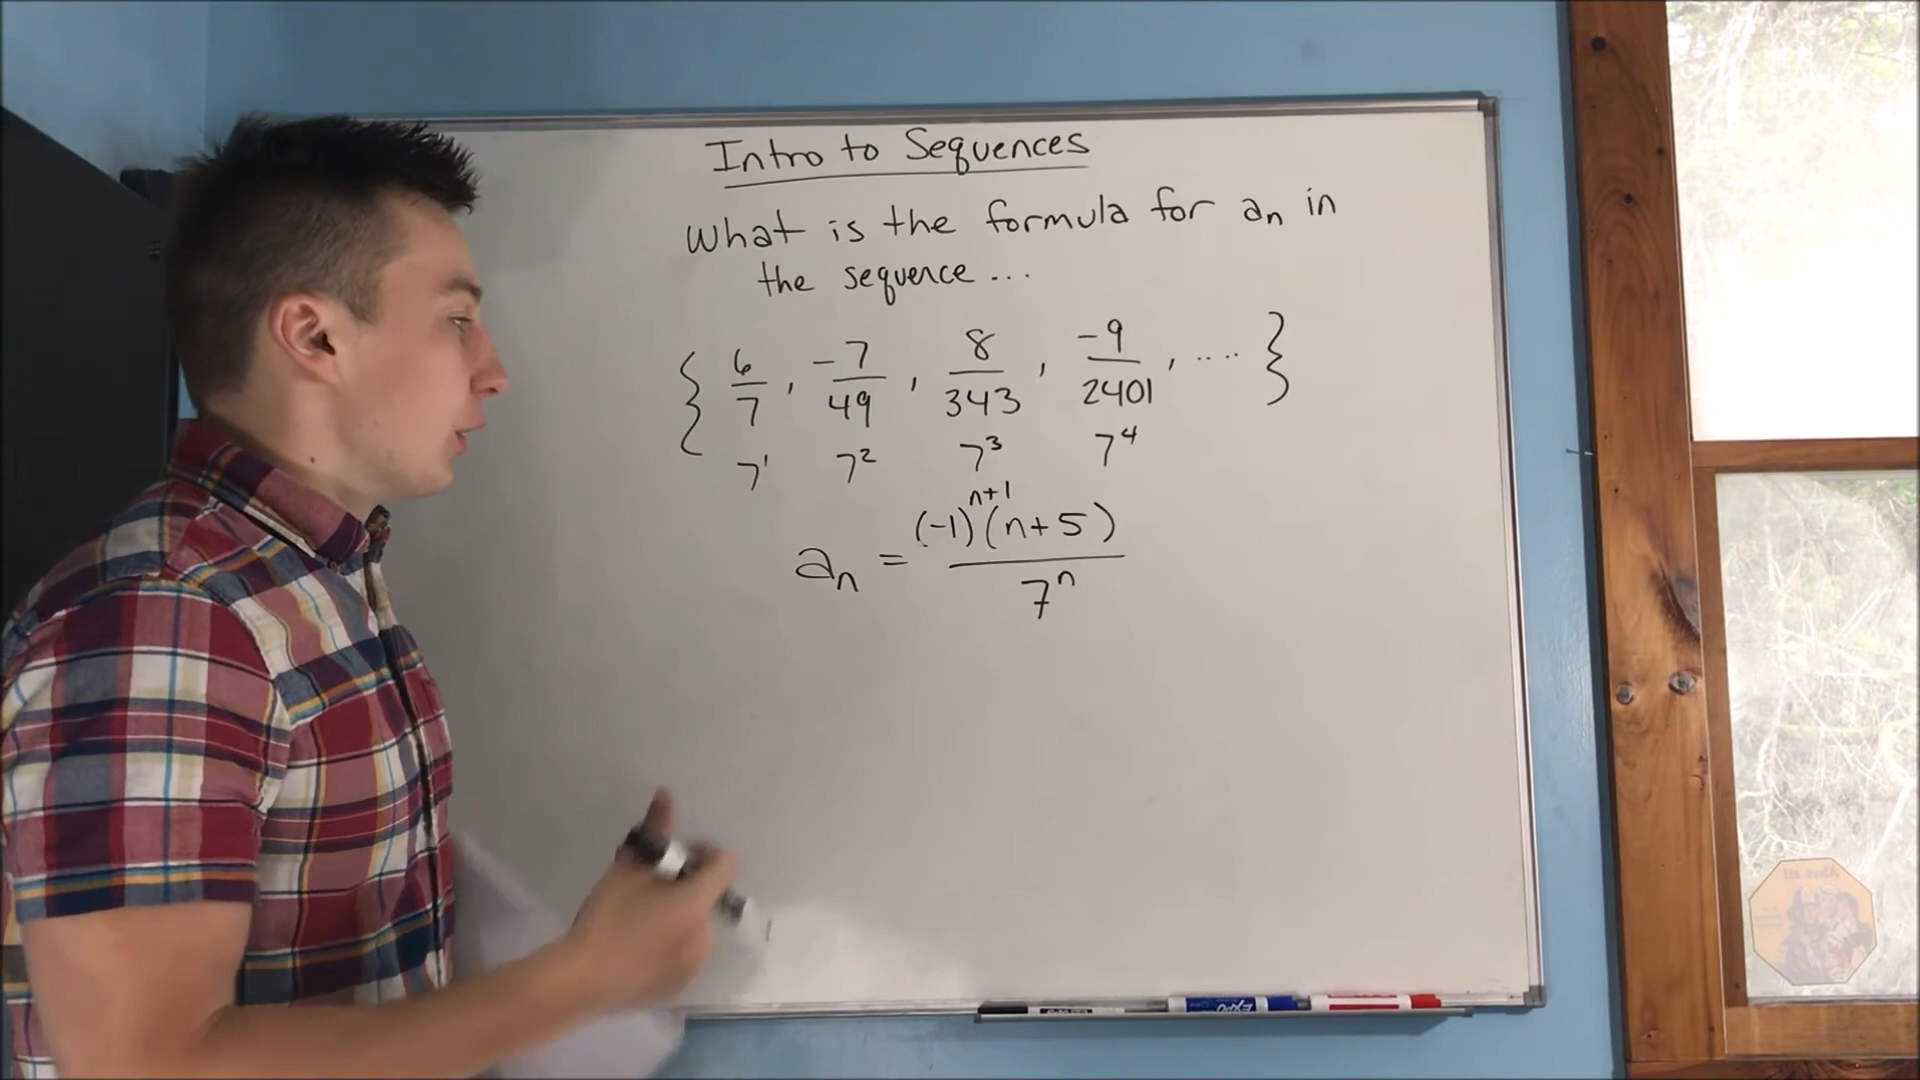 Intro to Sequences
What is the formula for aₙ in
the sequence ...
{ 6/7, -7/49, 8/343, -9/2401, ..... }
7¹ 7² 7³ 7⁴
aₙ = (-1)ⁿ⁺¹(n+5) / 7ⁿ
EXPO